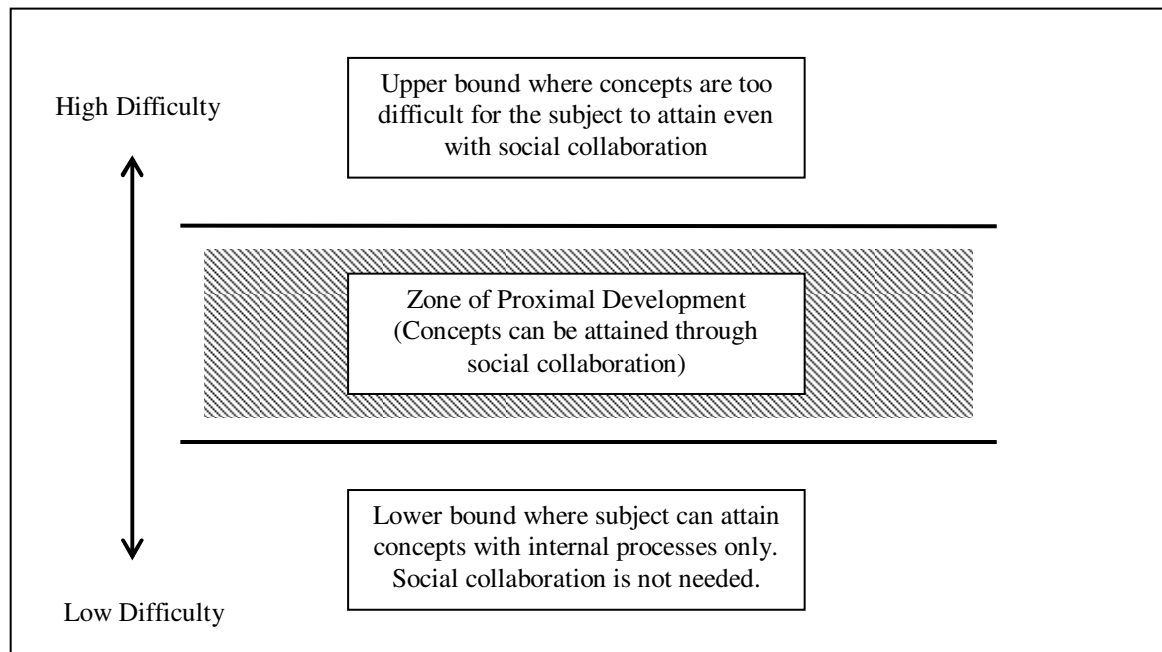 Upper bound where concepts are too
difficult for the subject to attain even
with social collaboration
High Difficulty
Zone of Proximal Development
(Concepts can be attained through
social collaboration)
Lower bound where subject can attain
concepts with internal processes only.
Social collaboration is not needed.
Low Difficulty